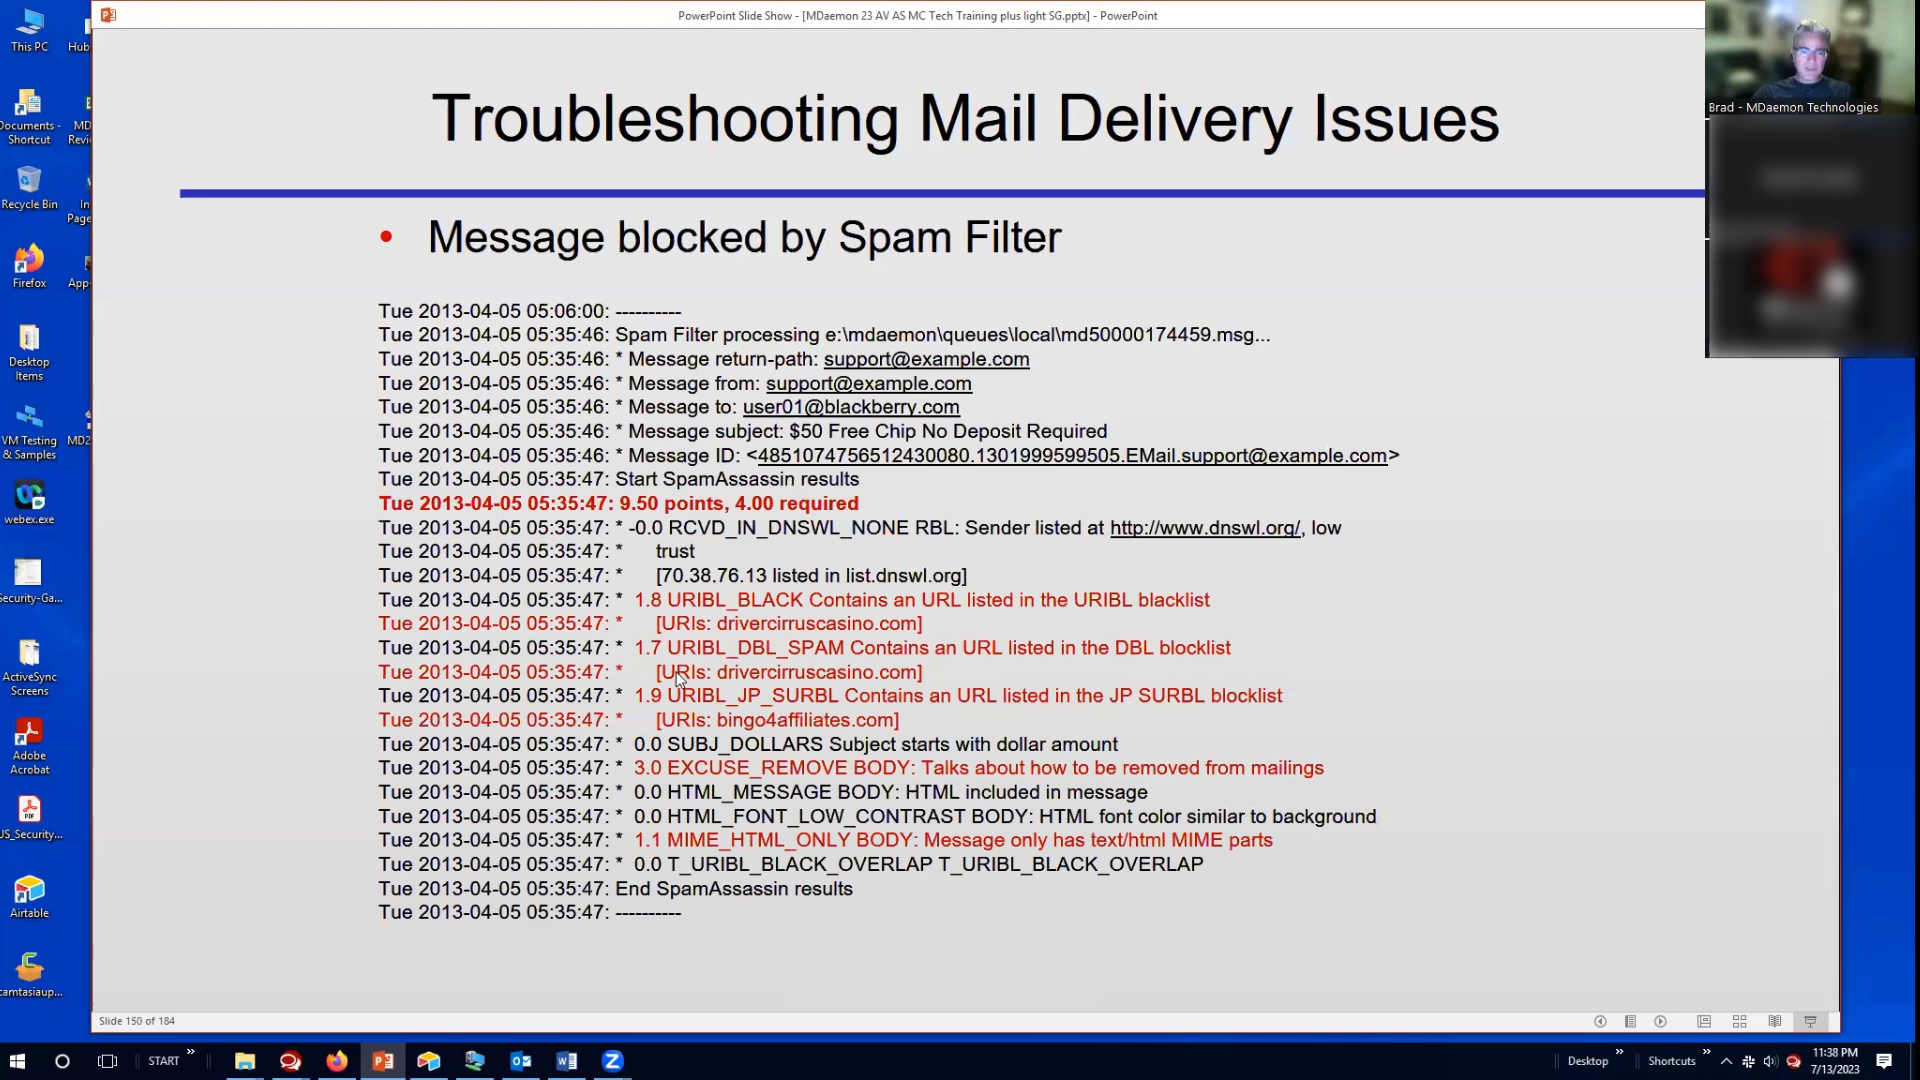 PowerPoint Slide Show - [MDaemon 23 AV AS MC Tech Training plus light SG.pptx] - PowerPoint
This PC
Hub
Documents - Shortcut
Recycle Bin
Firefox
App-
Desktop Items
VM Testing & Samples
webex.exe
Security-Ga...
ActiveSync Screens
Adobe Acrobat
US_Security...
Airtable
camtasiaup...
Brad - MDaemon Technologies
Troubleshooting Mail Delivery Issues
• Message blocked by Spam Filter
Tue 2013-04-05 05:06:00: ----------
Tue 2013-04-05 05:35:46: Spam Filter processing e:\mdaemon\queues\local\md50000174459.msg...
Tue 2013-04-05 05:35:46: * Message return-path: support@example.com
Tue 2013-04-05 05:35:46: * Message from: support@example.com
Tue 2013-04-05 05:35:46: * Message to: user01@blackberry.com
Tue 2013-04-05 05:35:46: * Message subject: $50 Free Chip No Deposit Required
Tue 2013-04-05 05:35:46: * Message ID: <4851074756512430080.1301999599505.EMail.support@example.com>
Tue 2013-04-05 05:35:47: Start SpamAssassin results
Tue 2013-04-05 05:35:47: 9.50 points, 4.00 required
Tue 2013-04-05 05:35:47: * -0.0 RCVD_IN_DNSWL_NONE RBL: Sender listed at http://www.dnswl.org/, low
Tue 2013-04-05 05:35:47: * trust
Tue 2013-04-05 05:35:47: * [70.38.76.13 listed in list.dnswl.org]
Tue 2013-04-05 05:35:47: * 1.8 URIBL_BLACK Contains an URL listed in the URIBL blacklist
Tue 2013-04-05 05:35:47: * [URIs: drivercirruscasino.com]
Tue 2013-04-05 05:35:47: * 1.7 URIBL_DBL_SPAM Contains an URL listed in the DBL blocklist
Tue 2013-04-05 05:35:47: * [URIs: drivercirruscasino.com]
Tue 2013-04-05 05:35:47: * 1.9 URIBL_JP_SURBL Contains an URL listed in the JP SURBL blocklist
Tue 2013-04-05 05:35:47: * [URIs: bingo4affiliates.com]
Tue 2013-04-05 05:35:47: * 0.0 SUBJ_DOLLARS Subject starts with dollar amount
Tue 2013-04-05 05:35:47: * 3.0 EXCUSE_REMOVE BODY: Talks about how to be removed from mailings
Tue 2013-04-05 05:35:47: * 0.0 HTML_MESSAGE BODY: HTML included in message
Tue 2013-04-05 05:35:47: * 0.0 HTML_FONT_LOW_CONTRAST BODY: HTML font color similar to background
Tue 2013-04-05 05:35:47: * 1.1 MIME_HTML_ONLY BODY: Message only has text/html MIME parts
Tue 2013-04-05 05:35:47: * 0.0 T_URIBL_BLACK_OVERLAP T_URIBL_BLACK_OVERLAP
Tue 2013-04-05 05:35:47: End SpamAssassin results
Tue 2013-04-05 05:35:47: ----------
Slide 150 of 184
START
Desktop
Shortcuts
11:38 PM
7/13/2023